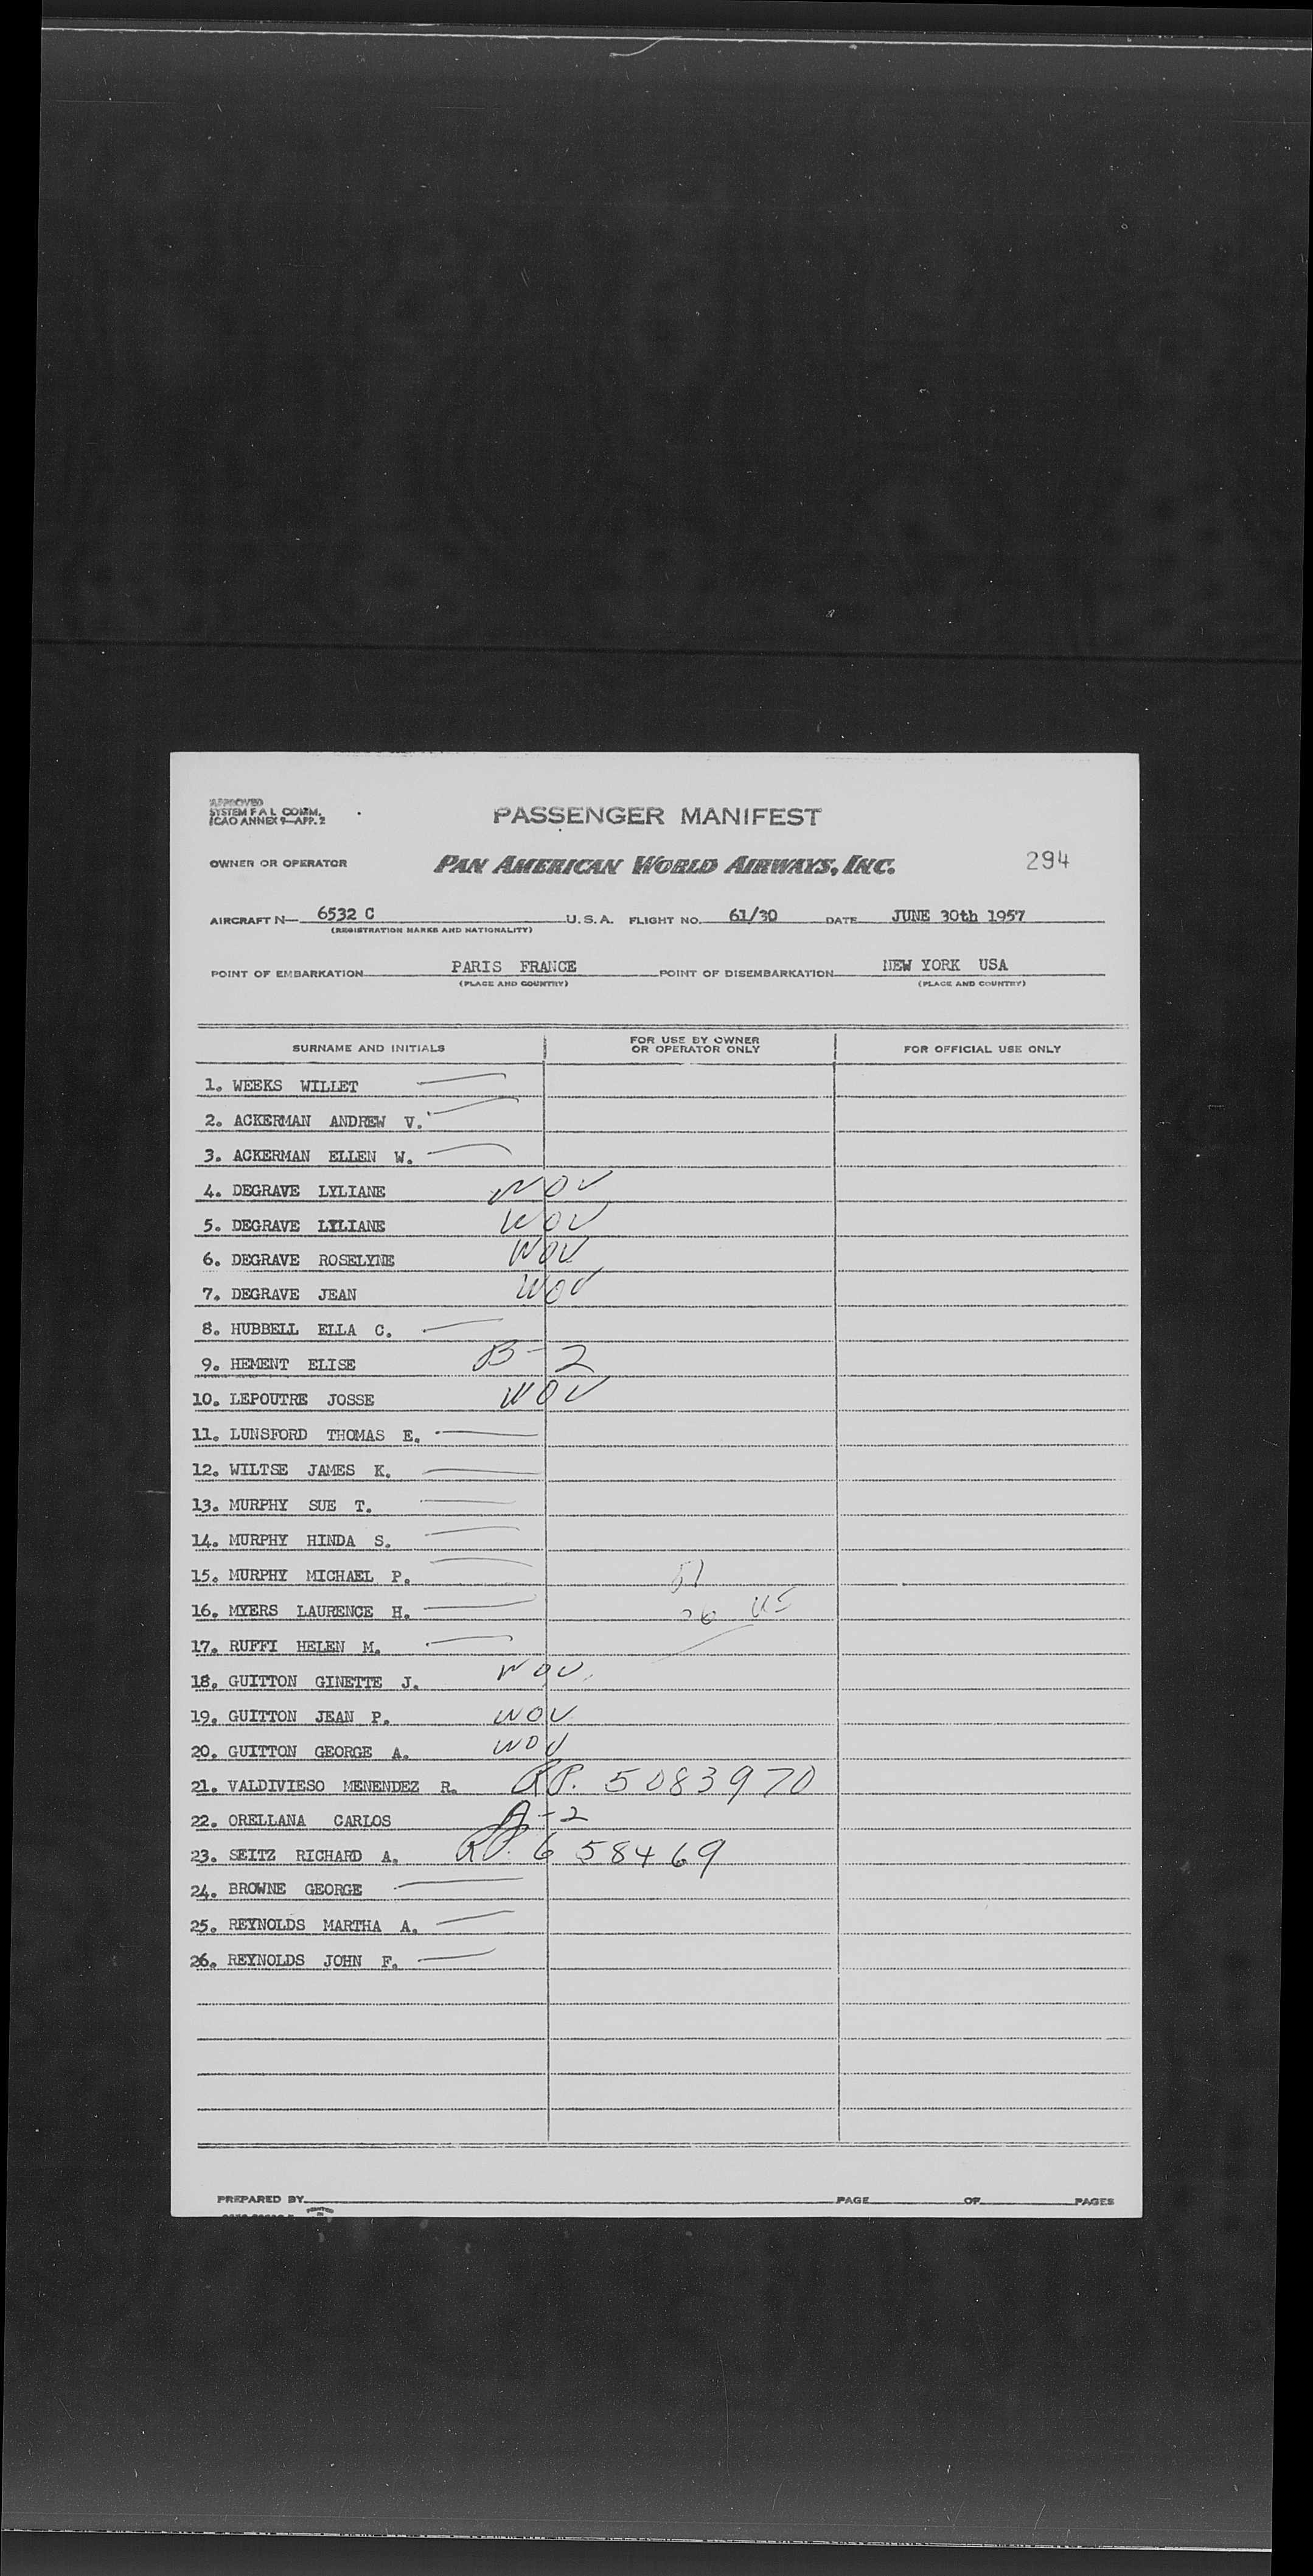 APPROVED
SYSTEM F A L COMM.
ICAO ANNEX 9—APP. 2
PASSENGER MANIFEST
OWNER OR OPERATOR PAN AMERICAN WORLD AIRWAYS, INC. 294
AIRCRAFT N— 6532 C U.S.A. FLIGHT NO. 61/30 DATE JUNE 30th 1957
(REGISTRATION MARKS AND NATIONALITY)
POINT OF EMBARKATION PARIS FRANCE POINT OF DISEMBARKATION NEW YORK USA
(PLACE AND COUNTRY) (PLACE AND COUNTRY)
SURNAME AND INITIALS FOR USE BY OWNER OR OPERATOR ONLY FOR OFFICIAL USE ONLY
1. WEEKS WILLET
2. ACKERMAN ANDREW V.
3. ACKERMAN ELLEN W.
4. DEGRAVE LYLIANE WOV
5. DEGRAVE LYLIANE WOV
6. DEGRAVE ROSELYNE WOV
7. DEGRAVE JEAN WOV
8. HUBBELL ELLA C.
9. HEMENT ELISE B-2
10. LEPOUTRE JOSSE WOV
11. LUNSFORD THOMAS E.
12. WILTSE JAMES K.
13. MURPHY SUE T.
14. MURPHY HINDA S.
15. MURPHY MICHAEL P.
16. MYERS LAURENCE H. 26 US
17. RUFFI HELEN M.
18. GUITTON GINETTE J. WOV
19. GUITTON JEAN P. WOV
20. GUITTON GEORGE A. WOV
21. VALDIVIESO MENENDEZ R. RP. 5083970
22. ORELLANA CARLOS A-2
23. SEITZ RICHARD A. RP. 658469
24. BROWNE GEORGE
25. REYNOLDS MARTHA A.
26. REYNOLDS JOHN F.
PREPARED BY PAGE OF PAGES
PRINTED